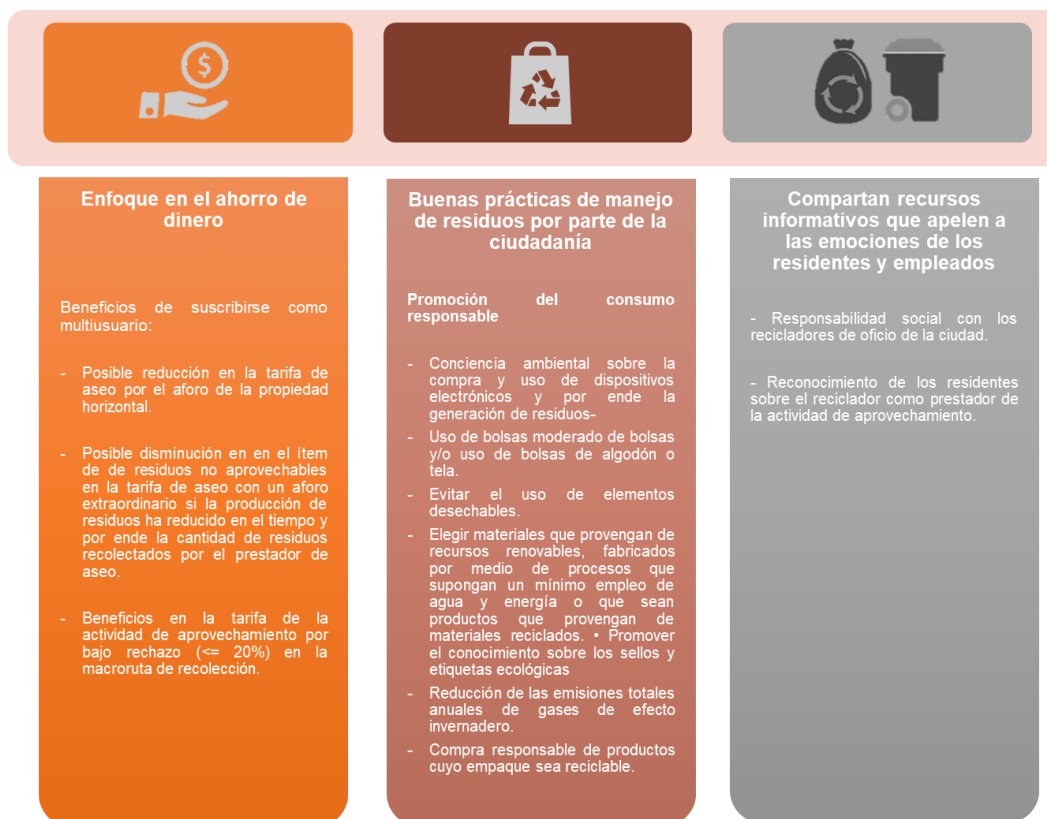 $
Enfoque en el ahorro de
dinero
Beneficios de suscribirse como
multiusuario:
- Posible reducción en la tarifa de
aseo por el aforo de la propiedad
horizontal.
- Posible disminución en en el ítem
de de residuos no aprovechables
en la tarifa de aseo con un aforo
extraordinario si la producción de
residuos ha reducido en el tiempo y
por ende la cantidad de residuos
recolectados por el prestador de
aseo.
- Beneficios en la tarifa de la
actividad de aprovechamiento por
bajo rechazo (<= 20%) en la
macroruta de recolección.
Buenas prácticas de manejo
de residuos por parte de la
ciudadanía
Promoción del consumo
responsable
- Conciencia ambiental sobre la
compra y uso de dispositivos
electrónicos y por ende la
generación de residuos-
- Uso de bolsas moderado de bolsas
y/o uso de bolsas de algodón o
tela.
- Evitar el uso de elementos
desechables.
- Elegir materiales que provengan de
recursos renovables, fabricados
por medio de procesos que
supongan un mínimo empleo de
agua y energía o que sean
productos que provengan de
materiales reciclados. • Promover
el conocimiento sobre los sellos y
etiquetas ecológicas
- Reducción de las emisiones totales
anuales de gases de efecto
invernadero.
- Compra responsable de productos
cuyo empaque sea reciclable.
Compartan recursos
informativos que apelen a
las emociones de los
residentes y empleados
- Responsabilidad social con los
recicladores de oficio de la ciudad.
- Reconocimiento de los residentes
sobre el reciclador como prestador de
la actividad de aprovechamiento.